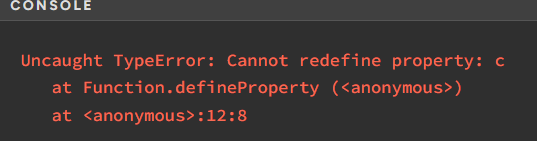 CONSOLE
Uncaught TypeError: Cannot redefine property: c
at Function.defineProperty (<anonymous>)
at <anonymous>:12:8